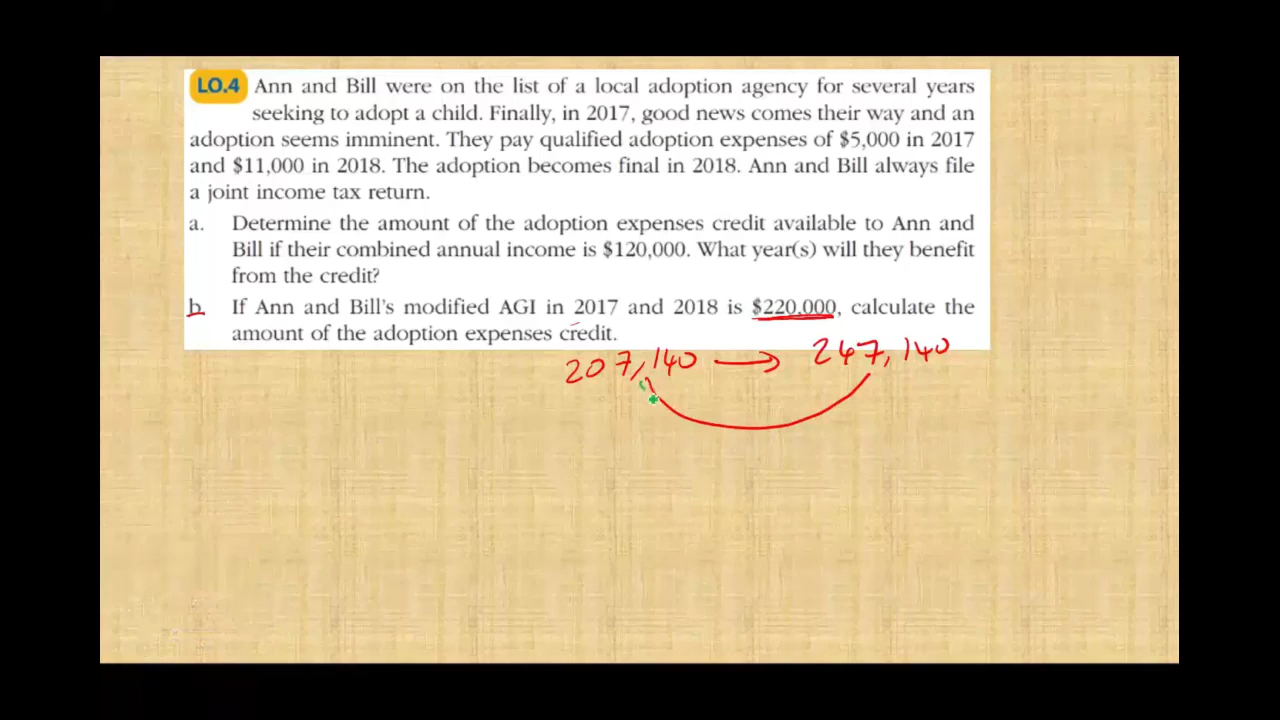 LO.4 Ann and Bill were on the list of a local adoption agency for several years
seeking to adopt a child. Finally, in 2017, good news comes their way and an
adoption seems imminent. They pay qualified adoption expenses of $5,000 in 2017
and $11,000 in 2018. The adoption becomes final in 2018. Ann and Bill always file
a joint income tax return.
a. Determine the amount of the adoption expenses credit available to Ann and
Bill if their combined annual income is $120,000. What year(s) will they benefit
from the credit?
b. If Ann and Bill's modified AGI in 2017 and 2018 is $220,000, calculate the
amount of the adoption expenses credit.
207,140 → 247,140